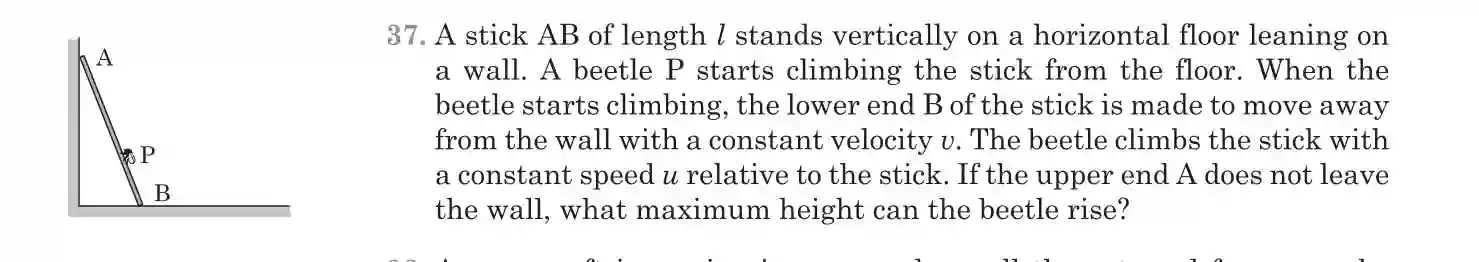 A
P
B
37. A stick AB of length l stands vertically on a horizontal floor leaning on
a wall. A beetle P starts climbing the stick from the floor. When the
beetle starts climbing, the lower end B of the stick is made to move away
from the wall with a constant velocity v. The beetle climbs the stick with
a constant speed u relative to the stick. If the upper end A does not leave
the wall, what maximum height can the beetle rise?